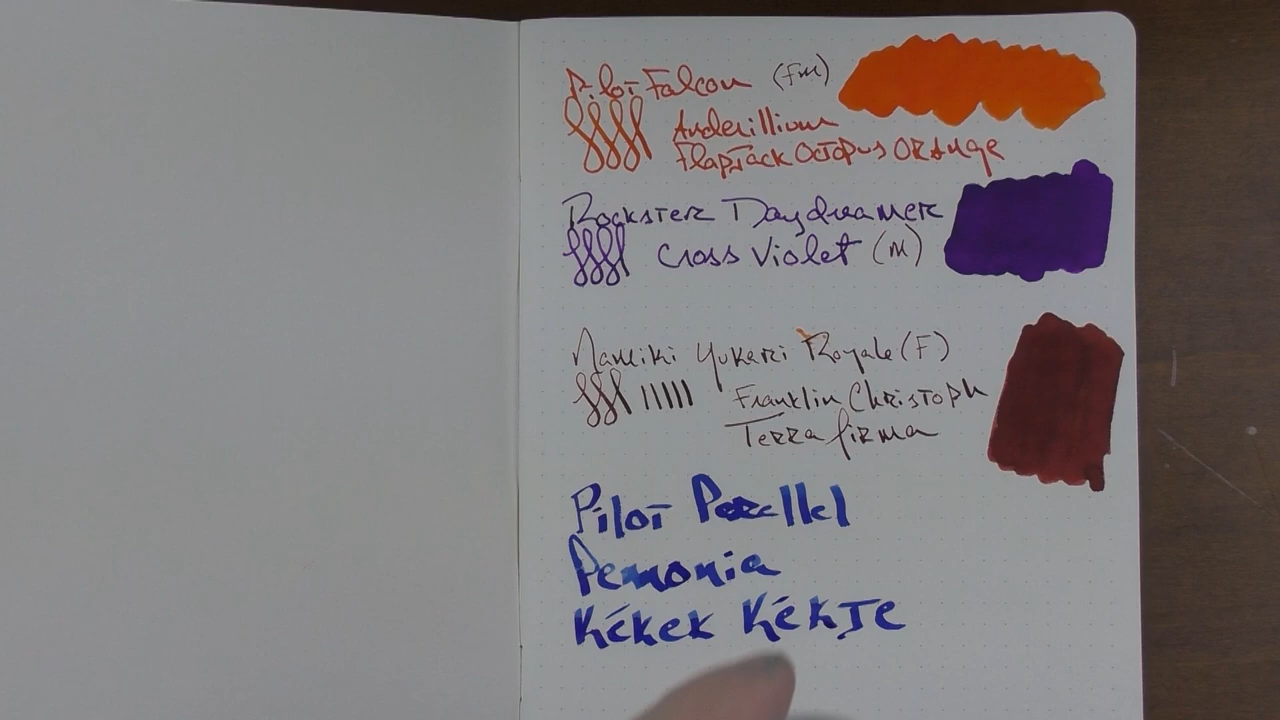 Pilot Falcon (fm)
Anderillium
Flapjack Octopus Orange
Rockster Daydreamer
Cross Violet (M)
Namiki Yukari Royale (F)
Franklin Christoph
Terra firma
Pilot Parallel
Pennonia
Kékek Kékje